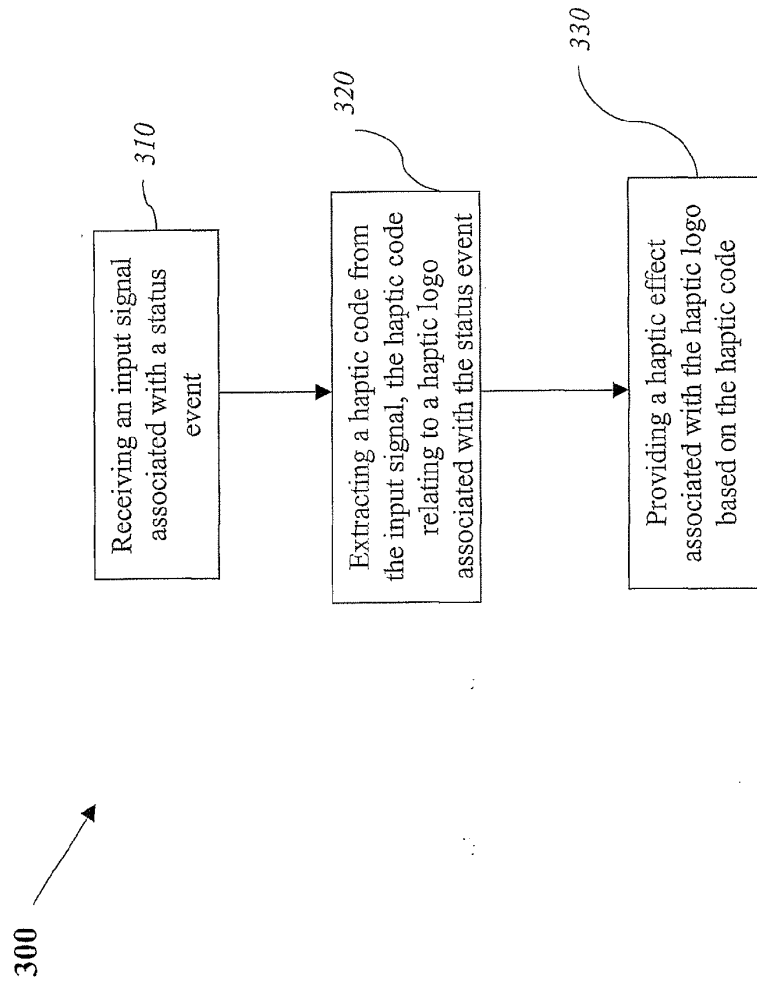 300
310
Receiving an input signal
associated with a status
event
320
Extracting a haptic code from
the input signal, the haptic code
relating to a haptic logo
associated with the status event
330
Providing a haptic effect
associated with the haptic logo
based on the haptic code